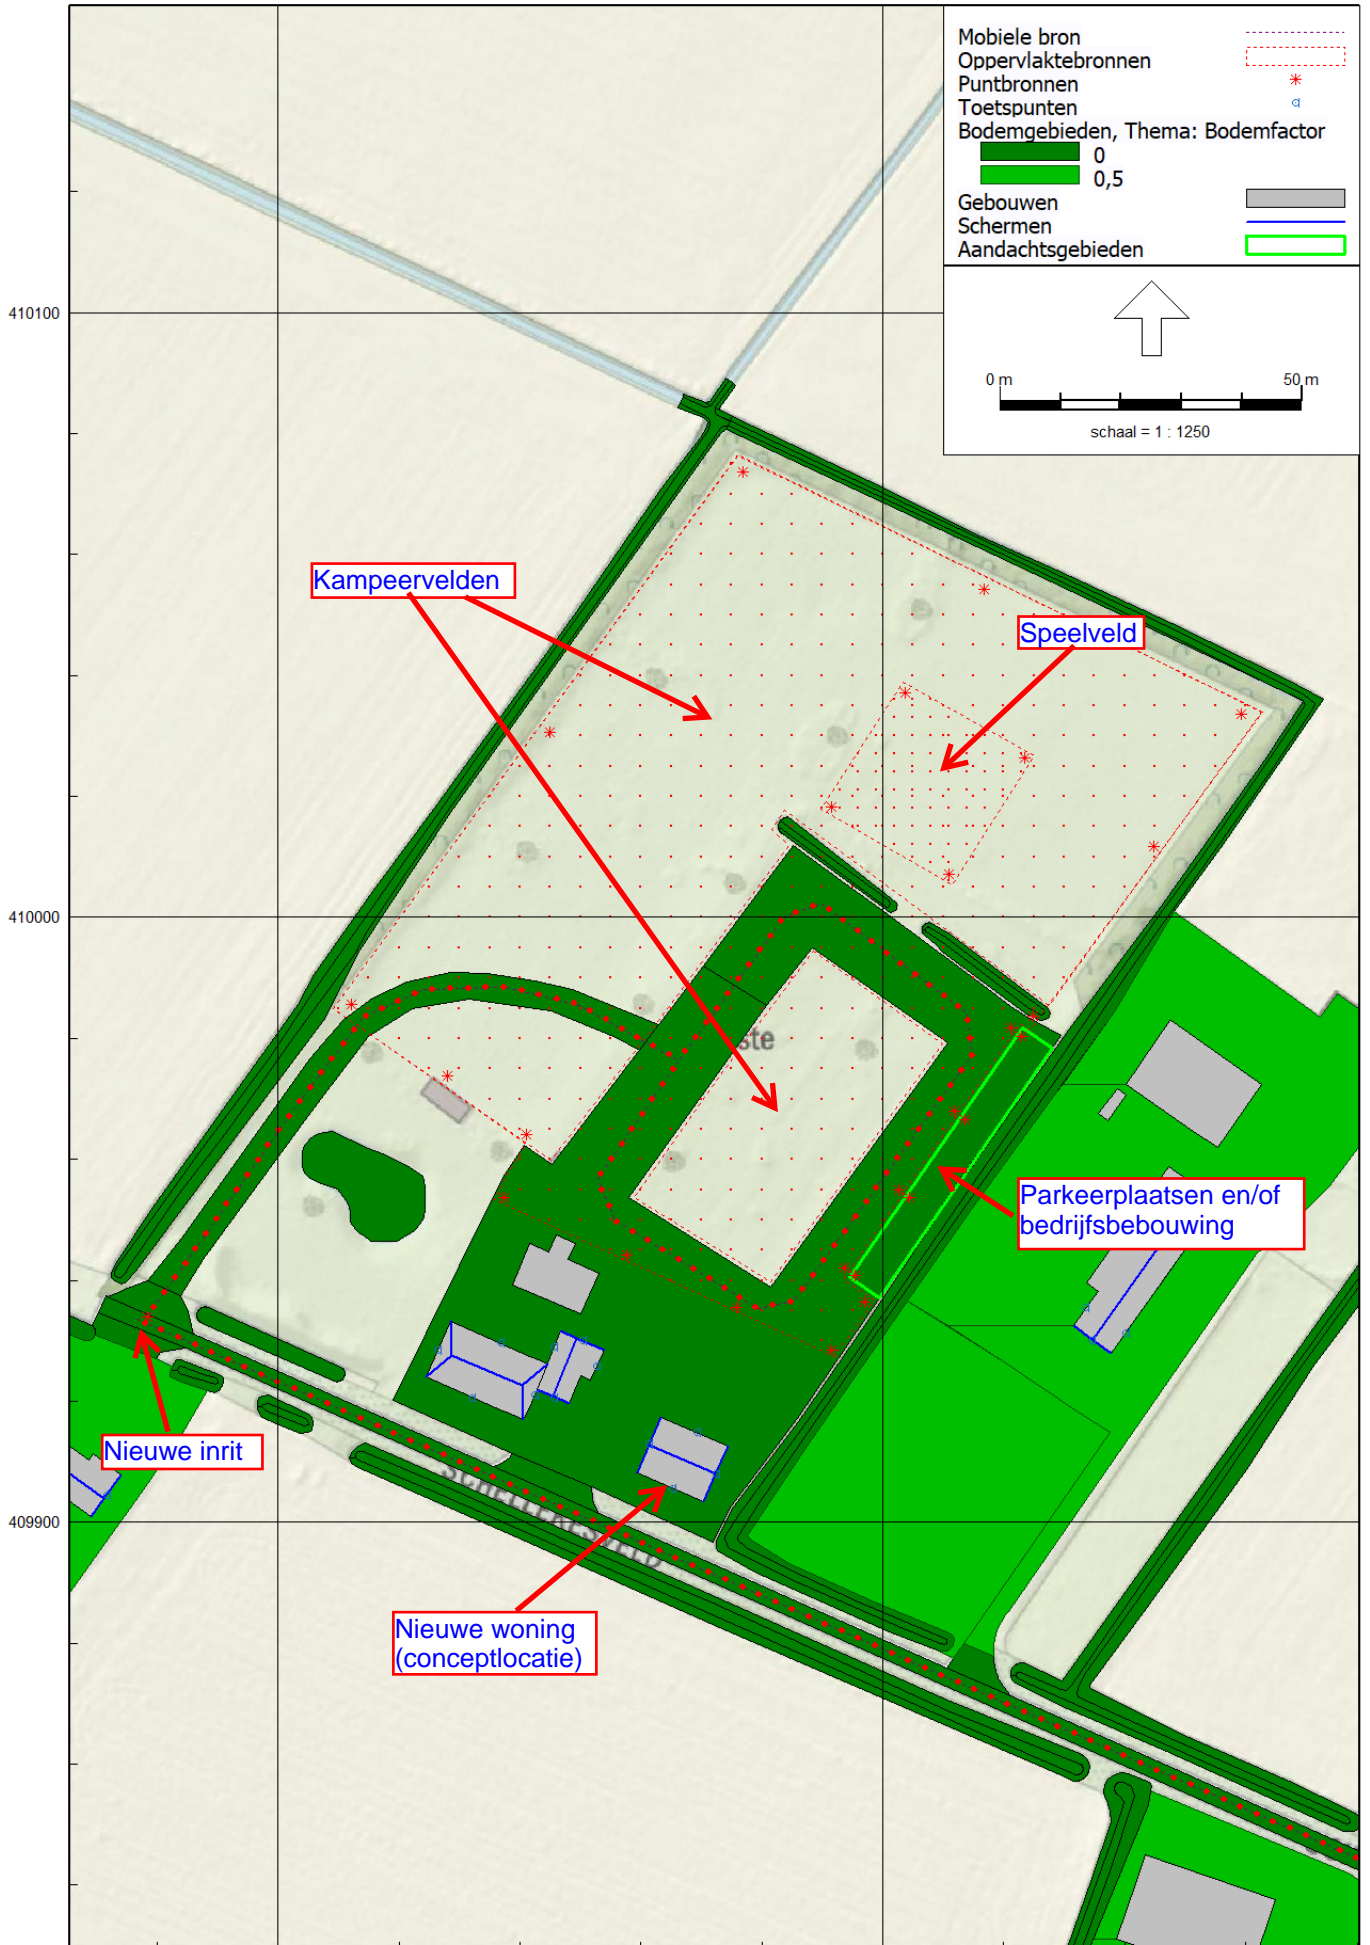 Mobiele bron
Oppervlaktebronnen
Puntbronnen
Toetspunten
Bodemgebieden, Thema: Bodemfactor
0
0,5
Gebouwen
Schermen
Aandachtsgebieden
0 m
50 m
schaal = 1 : 1250
410100
Kampeervelden
Speelveld
410000
ste
Parkeerplaatsen en/of
bedrijfsbebouwing
Nieuwe inrit
SCHELLEKESVELD
409900
Nieuwe woning
(conceptlocatie)